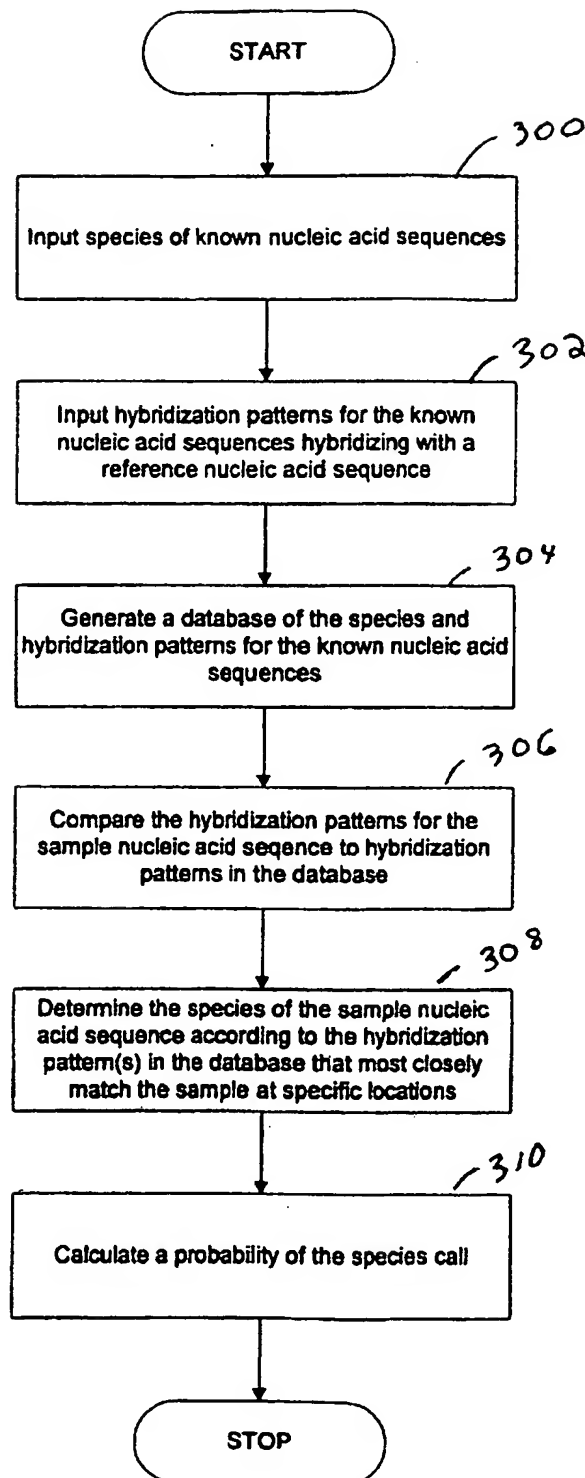 START
300
Input species of known nucleic acid sequences
302
Input hybridization patterns for the known
nucleic acid sequences hybridizing with a
reference nucleic acid sequence
304
Generate a database of the species and
hybridization patterns for the known nucleic acid
sequences
306
Compare the hybridization patterns for the
sample nucleic acid seqence to hybridization
patterns in the database
308
Determine the species of the sample nucleic
acid sequence according to the hybridization
pattern(s) in the database that most closely
match the sample at specific locations
310
Calculate a probability of the species call
STOP